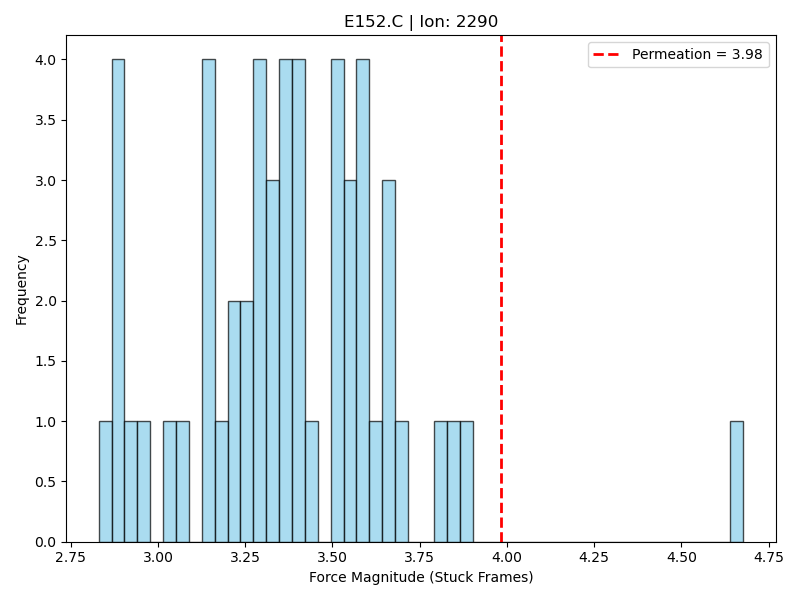 E152.C | Ion: 2290
Permeation = 3.98
Frequency
4.0
3.5
3.0
2.5
2.0
1.5
1.0
0.5
0.0
2.75 3.00 3.25 3.50 3.75 4.00 4.25 4.50 4.75
Force Magnitude (Stuck Frames)